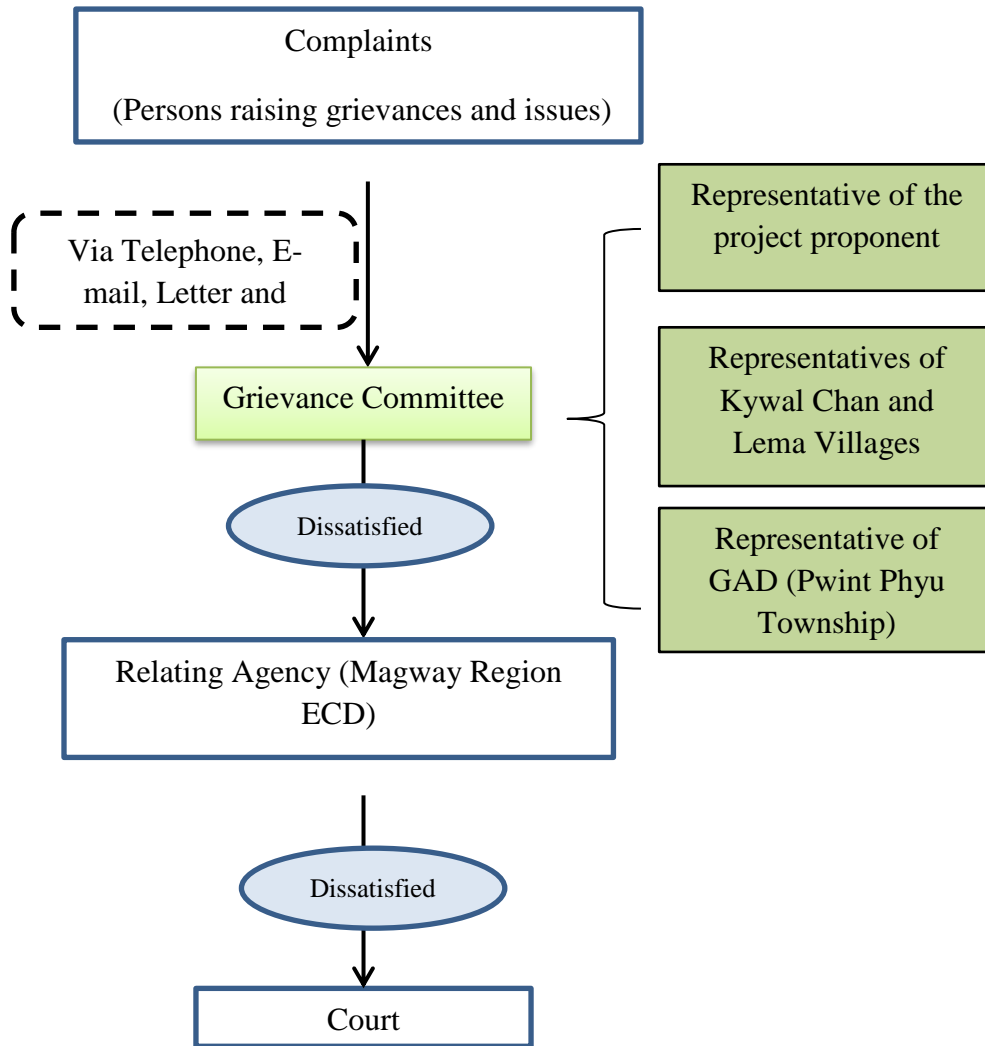 Complaints
(Persons raising grievances and issues)
Via Telephone, E-
mail, Letter and
Grievance Committee
Dissatisfied
Relating Agency (Magway Region
ECD)
Dissatisfied
Court
Representative of the
project proponent
Representatives of
Kywal Chan and
Lema Villages
Representative of
GAD (Pwint Phyu
Township)